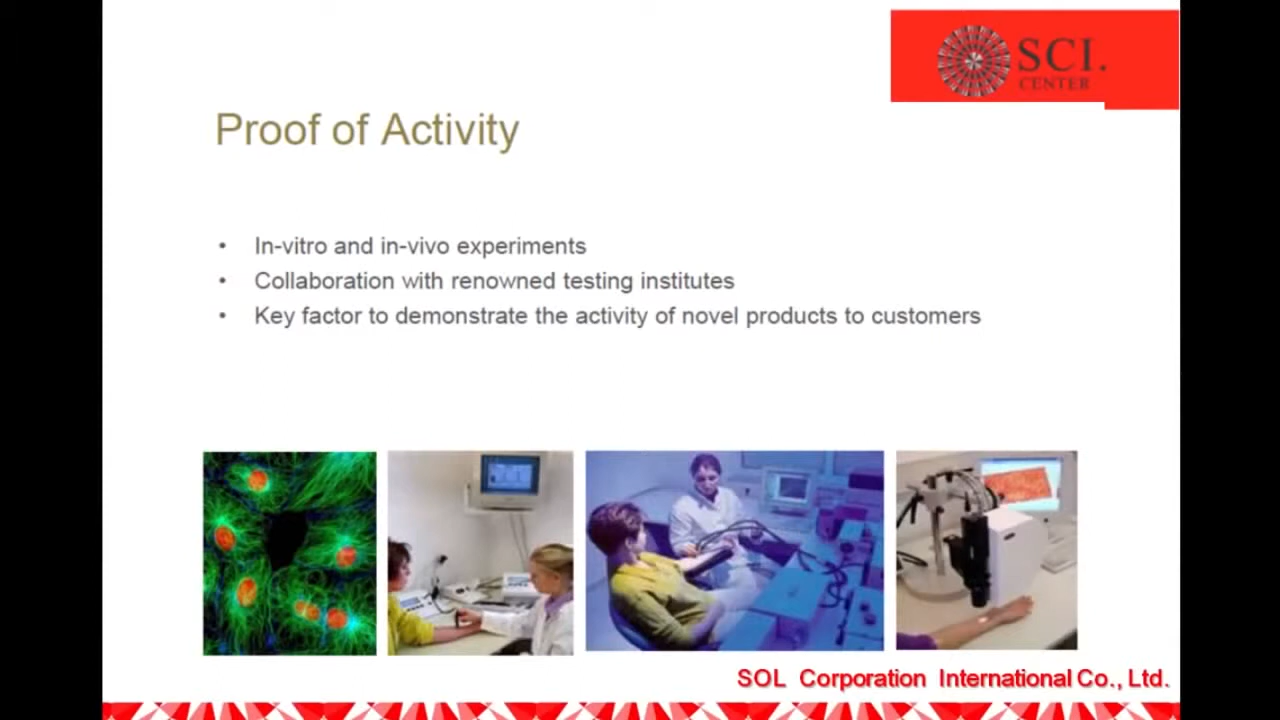 SCI.
CENTER
Proof of Activity
• In-vitro and in-vivo experiments
• Collaboration with renowned testing institutes
• Key factor to demonstrate the activity of novel products to customers
SOL Corporation International Co., Ltd.